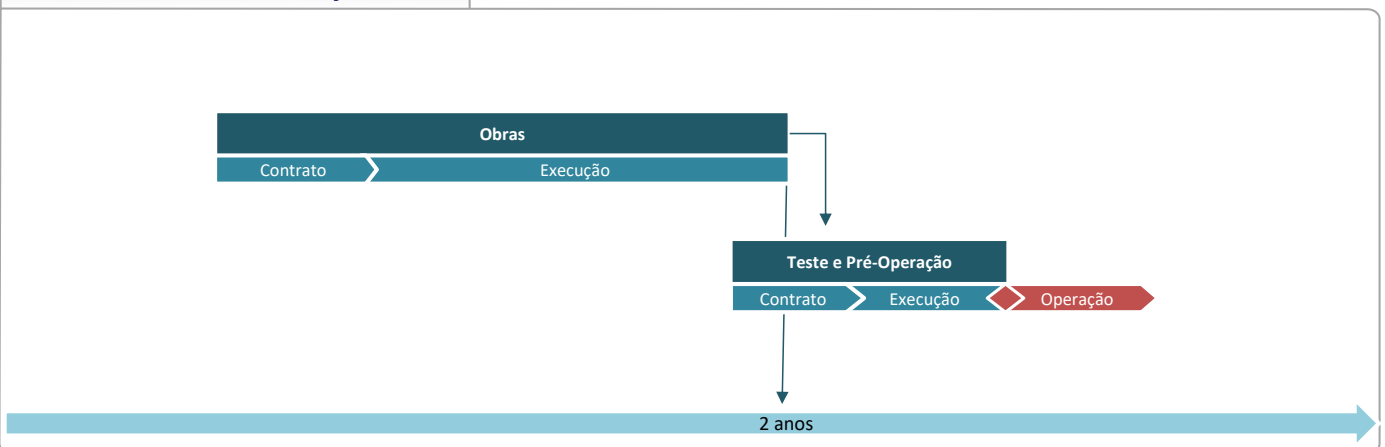 Obras
Contrato Execução
Teste e Pré-Operação
Contrato Execução Operação
2 anos